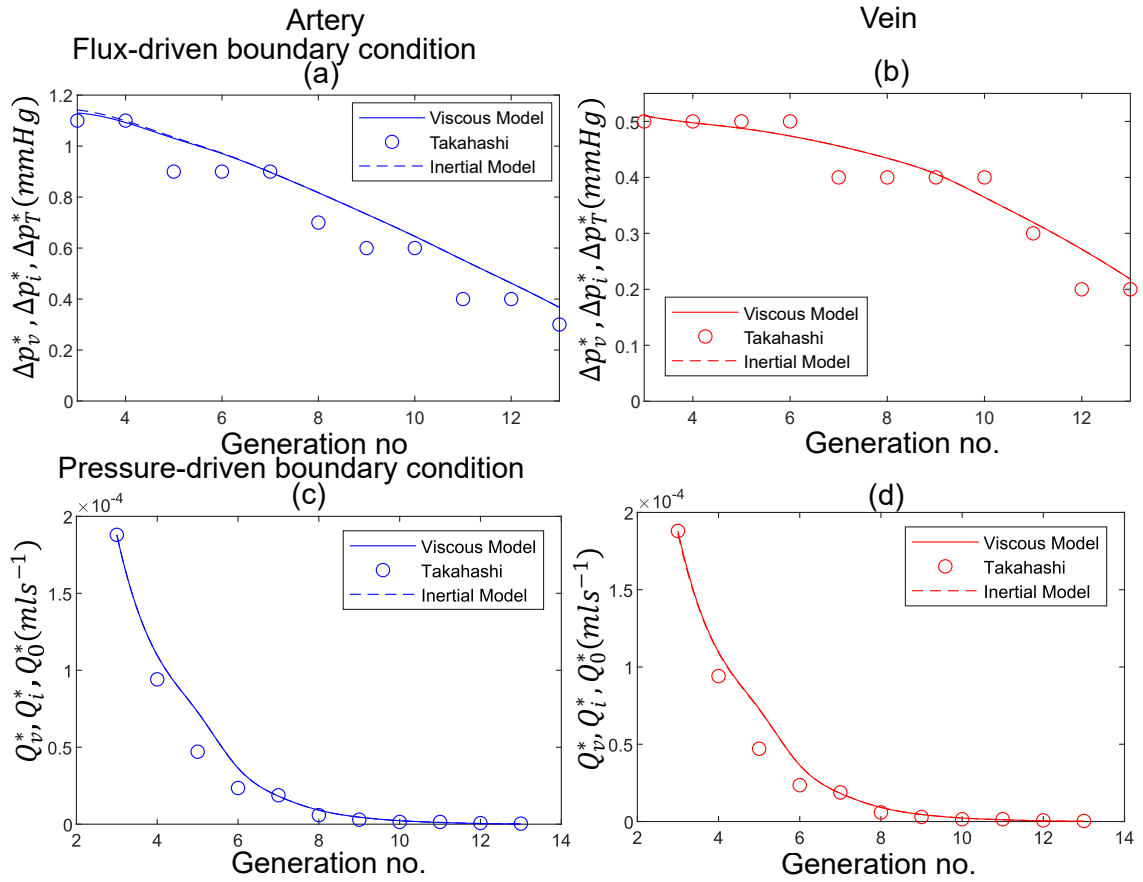 Artery
Vein
Flux-driven boundary condition
(a)
(b)
Δp*v, Δp*i, Δp*T (mmHg)
1.2
1
0.8
0.6
0.4
0.2
0
4 6 8 10 12
Viscous Model
Takahashi
Inertial Model
Generation no
Δp*v, Δp*i, Δp*T (mmHg)
0.5
0.4
0.3
0.2
0.1
0
4 6 8 10 12
Viscous Model
Takahashi
Inertial Model
Generation no.
Pressure-driven boundary condition
(c)
(d)
×10⁻⁴
Q*v, Q*i, Q*0 (mls⁻¹)
2
1.5
1
0.5
0
2 4 6 8 10 12 14
Viscous Model
Takahashi
Inertial Model
Generation no.
×10⁻⁴
Q*v, Q*i, Q*0 (mls⁻¹)
2
1.5
1
0.5
0
2 4 6 8 10 12 14
Viscous Model
Takahashi
Inertial Model
Generation no.